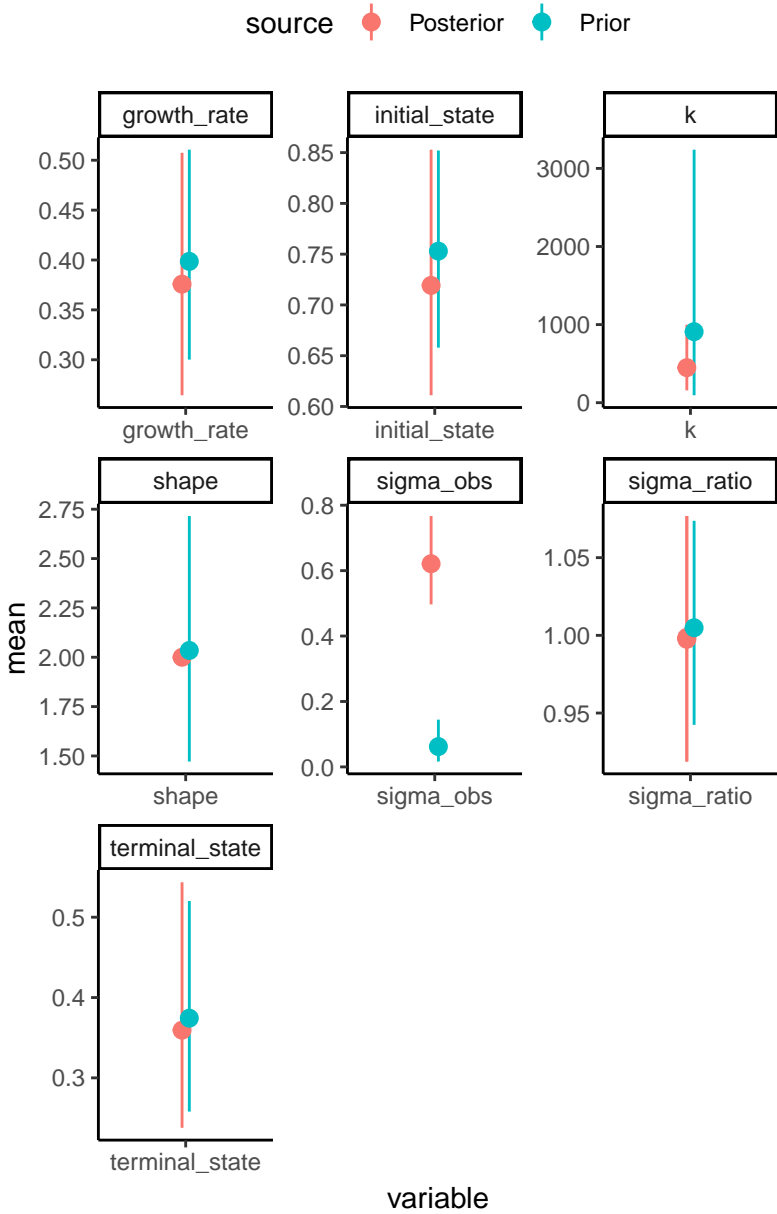 source Posterior Prior
growth_rate initial_state k
0.50 0.85 3000
0.45 0.80
0.40 0.75 2000
0.35 0.70 1000
0.30 0.65
0.60 0
growth_rate initial_state k
shape sigma_obs sigma_ratio
2.75 0.8
2.50 0.6 1.05
2.25
2.00 0.4 1.00
1.75 0.2 0.95
1.50 0.0
shape sigma_obs sigma_ratio
mean
terminal_state
0.5
0.4
0.3
terminal_state
variable